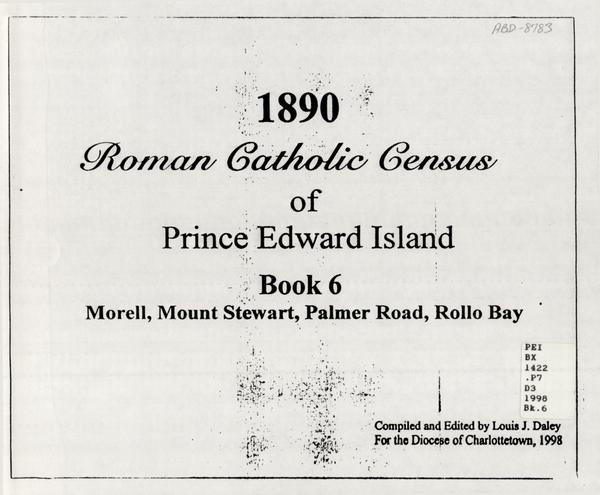 ABD-8783
1890
Roman Catholic Census
of
Prince Edward Island
Book 6
Morell, Mount Stewart, Palmer Road, Rollo Bay
PEI
BX
1422
.P7
D3
1998
Bk.6
Compiled and Edited by Louis J. Daley
For the Diocese of Charlottetown, 1998